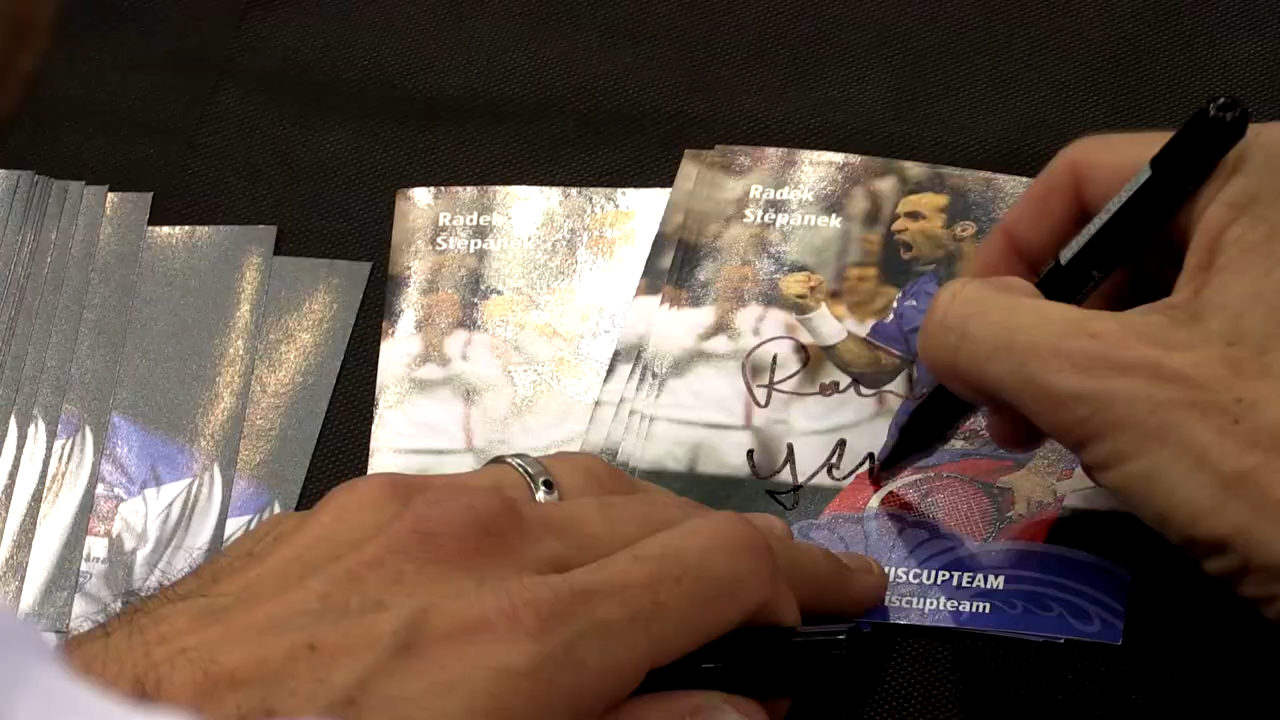 Radek
Štěpánek
Radek
Štěpánek
ISCUPTEAM
iscupteam